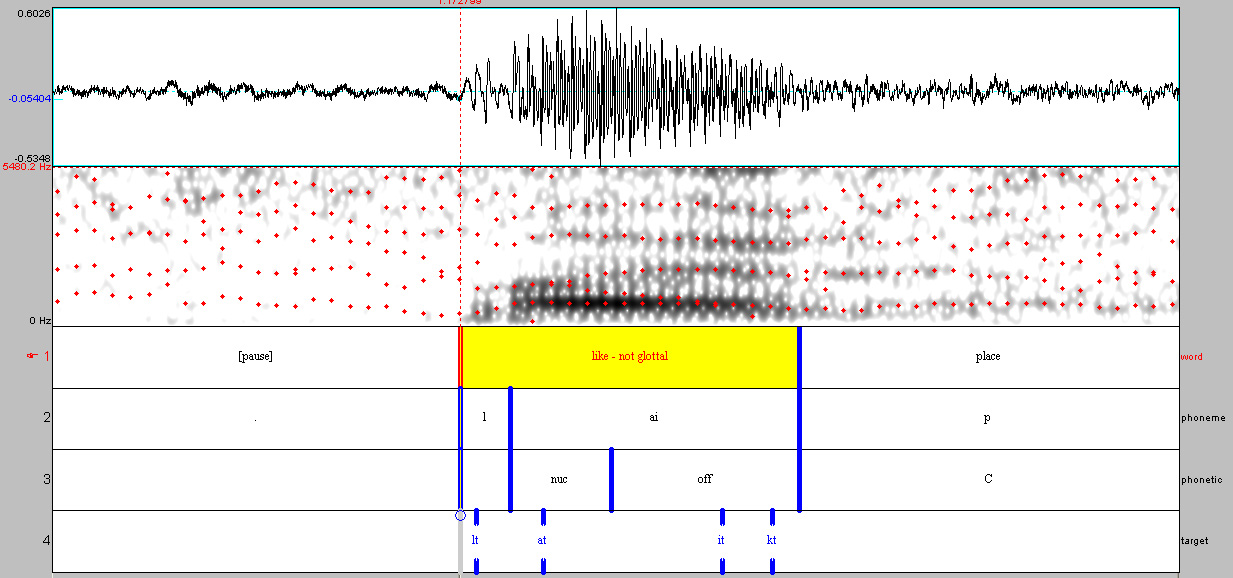 1.172799
0.6026
-0.05404
-0.5348
5480.2 Hz
0 Hz
1 [pause] like - not glottal place word
2 . l ai p phoneme
3 nuc off C phonetic
4 lt at it kt target